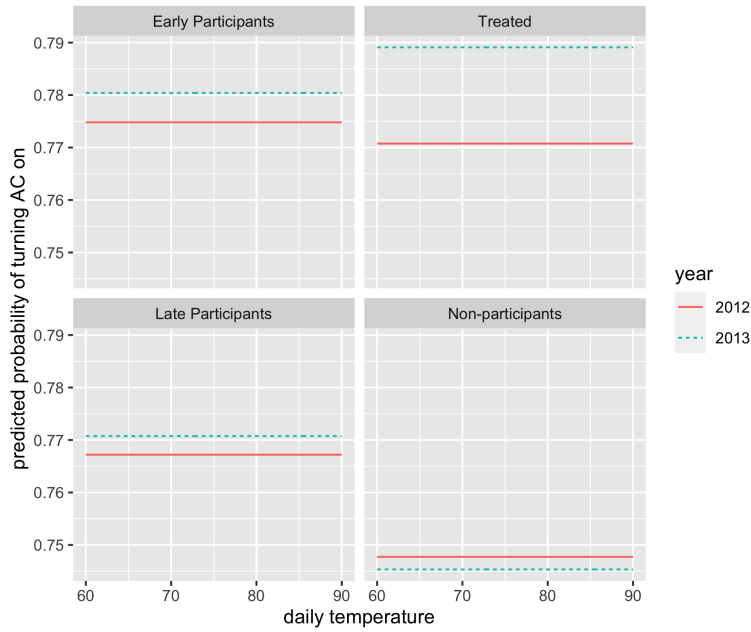 Early Participants
Treated
0.79
0.78
0.77
0.76
0.75
Late Participants
Non-participants
0.79
0.78
0.77
0.76
0.75
60 70 80 90
60 70 80 90
daily temperature
predicted probability of turning AC on
year
2012
2013